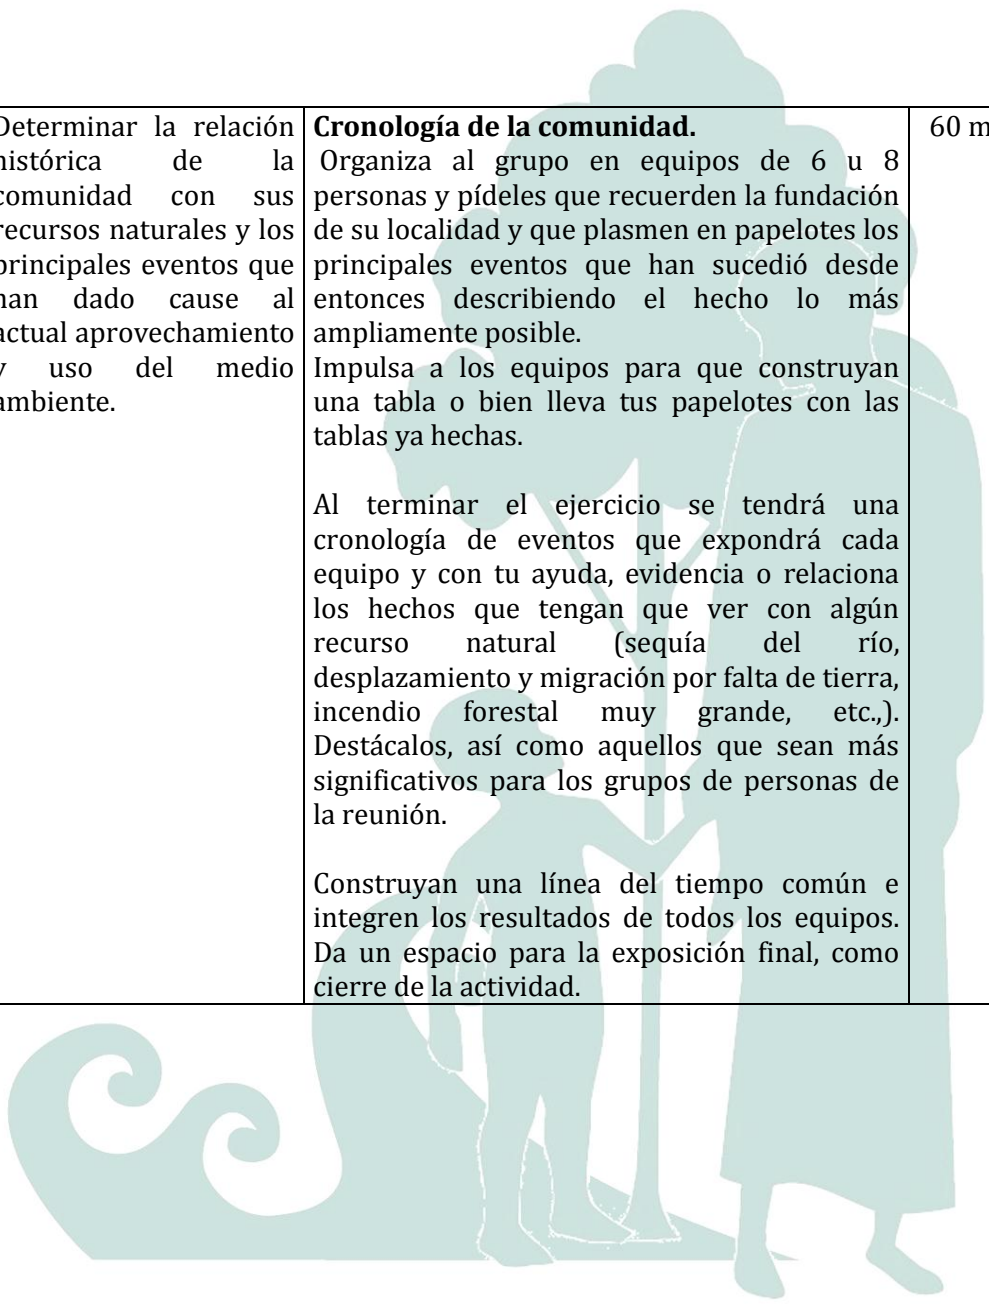 Determinar la relación
histórica de la
comunidad con sus
recursos naturales y los
principales eventos que
han dado cause al
actual aprovechamiento
y uso del medio
ambiente.
Cronología de la comunidad.
Organiza al grupo en equipos de 6 u 8
personas y pídeles que recuerden la fundación
de su localidad y que plasmen en papelotes los
principales eventos que han sucedió desde
entonces describiendo el hecho lo más
ampliamente posible.
Impulsa a los equipos para que construyan
una tabla o bien lleva tus papelotes con las
tablas ya hechas.
Al terminar el ejercicio se tendrá una
cronología de eventos que expondrá cada
equipo y con tu ayuda, evidencia o relaciona
los hechos que tengan que ver con algún
recurso natural (sequía del río,
desplazamiento y migración por falta de tierra,
incendio forestal muy grande, etc.,).
Destácalos, así como aquellos que sean más
significativos para los grupos de personas de
la reunión.
Construyan una línea del tiempo común e
integren los resultados de todos los equipos.
Da un espacio para la exposición final, como
cierre de la actividad.
60 m